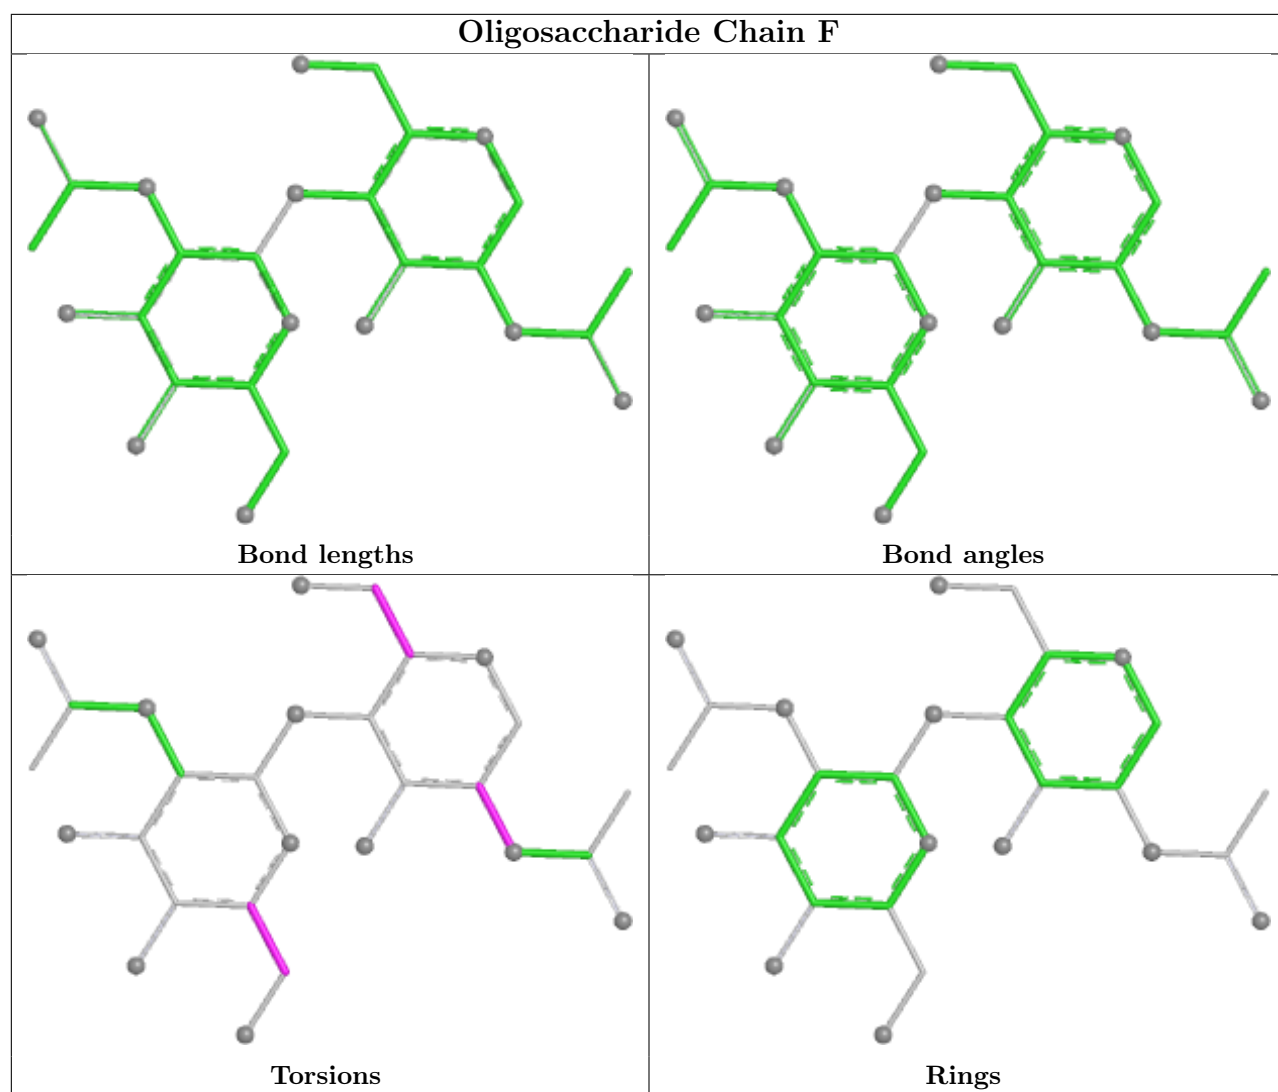 Oligosaccharide Chain F
Bond lengths
Bond angles
Torsions
Rings